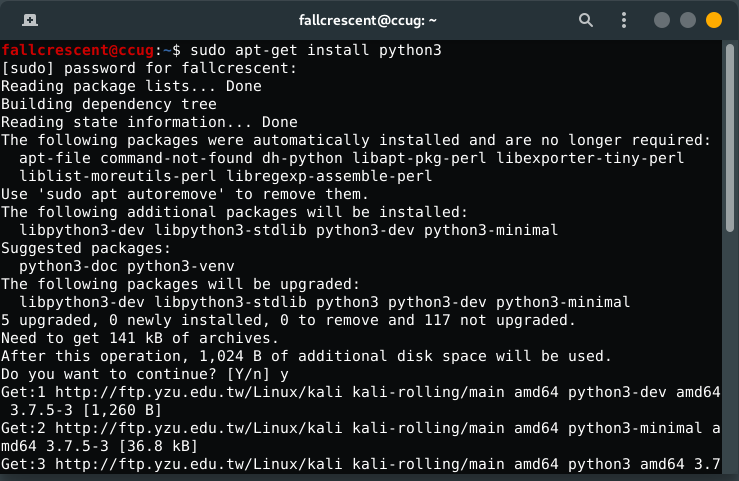 fallcrescent@ccug: ~
fallcrescent@ccug:~$ sudo apt-get install python3
[sudo] password for fallcrescent:
Reading package lists... Done
Building dependency tree
Reading state information... Done
The following packages were automatically installed and are no longer required:
  apt-file command-not-found dh-python libapt-pkg-perl libexporter-tiny-perl
  liblist-moreutils-perl libregexp-assemble-perl
Use 'sudo apt autoremove' to remove them.
The following additional packages will be installed:
  libpython3-dev libpython3-stdlib python3-dev python3-minimal
Suggested packages:
  python3-doc python3-venv
The following packages will be upgraded:
  libpython3-dev libpython3-stdlib python3 python3-dev python3-minimal
5 upgraded, 0 newly installed, 0 to remove and 117 not upgraded.
Need to get 141 kB of archives.
After this operation, 1,024 B of additional disk space will be used.
Do you want to continue? [Y/n] y
Get:1 http://ftp.yzu.edu.tw/Linux/kali kali-rolling/main amd64 python3-dev amd64
 3.7.5-3 [1,260 B]
Get:2 http://ftp.yzu.edu.tw/Linux/kali kali-rolling/main amd64 python3-minimal a
md64 3.7.5-3 [36.8 kB]
Get:3 http://ftp.yzu.edu.tw/Linux/kali kali-rolling/main amd64 python3 amd64 3.7